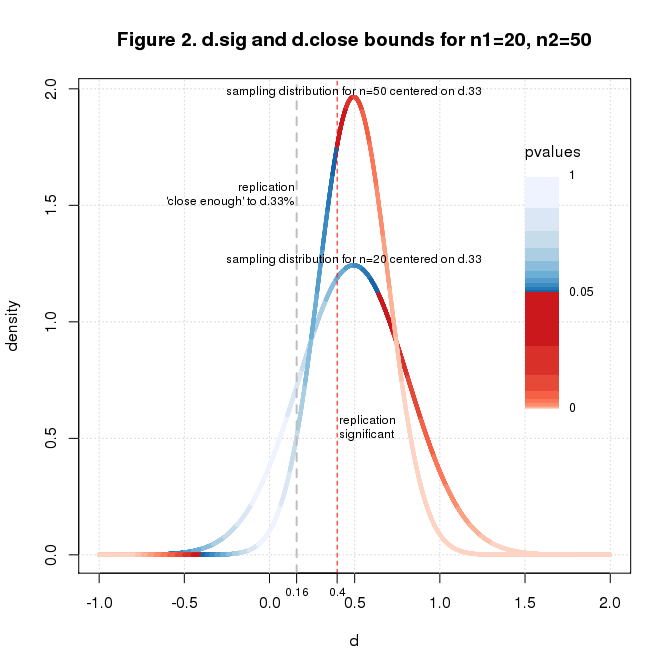 Figure 2. d.sig and d.close bounds for n1=20, n2=50
sampling distribution for n=50 centered on d.33
replication
'close enough' to d.33%
sampling distribution for n=20 centered on d.33
replication
significant
pvalues
1
0.05
0
density
2.0
1.5
1.0
0.5
0.0
0.16
0.4
-1.0
-0.5
0.0
0.5
1.0
1.5
2.0
d